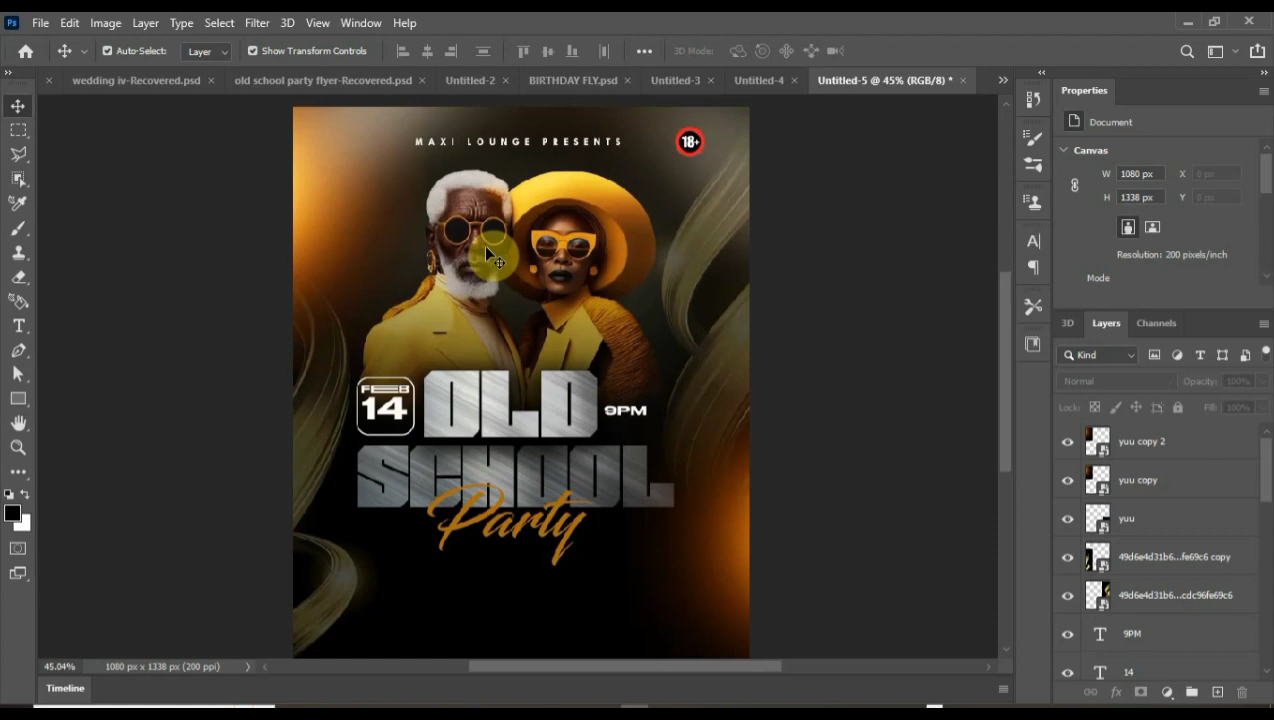 Ps File Edit Image Layer Type Select Filter 3D View Window Help
Auto-Select: Layer Show Transform Controls 3D Mode:
wedding iv-Recovered.psd × old school party flyer-Recovered.psd × Untitled-2 × BIRTHDAY FLY.psd × Untitled-3 × Untitled-4 × Untitled-5 @ 45% (RGB/8) * ×
Properties
Document
Canvas
W 1080 px X 0 px
H 1338 px Y 0 px
Resolution: 200 pixels/inch
Mode
MAXI LOUNGE PRESENTS
18+
FEB
14
OLD
9PM
SCHOOL
Party
3D Layers Channels
Kind
Normal Opacity: 100%
Lock: Fill: 100%
yuu copy 2
yuu copy
yuu
49d6e4d31b6...fe69c6 copy
49d6e4d31b6...cdc96fe69c6
T 9PM
T 14
fx
45.04% 1080 px x 1338 px (200 ppi)
Timeline